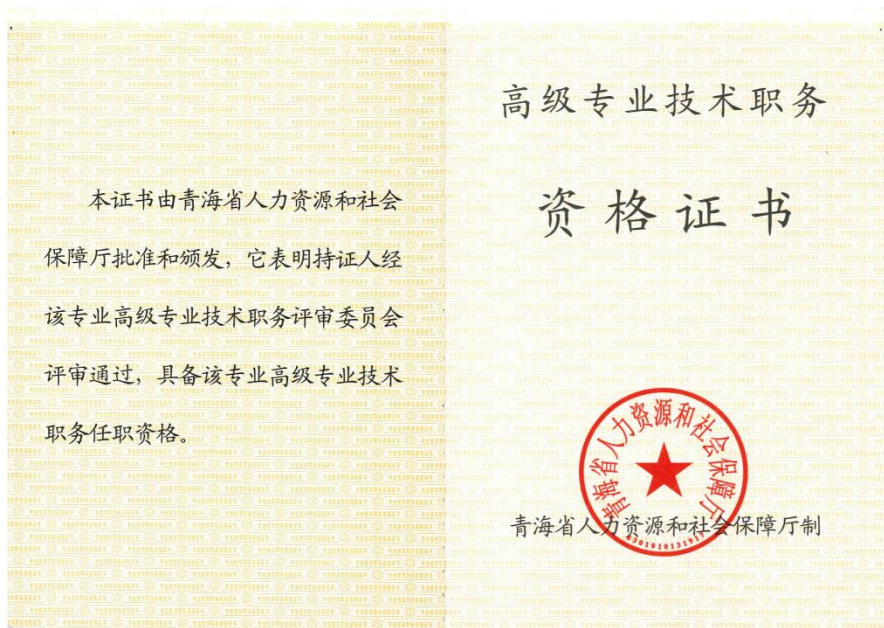 本证书由青海省人力资源和社会
保障厅批准和颁发，它表明持证人经
该专业高级专业技术职务评审委员会
评审通过，具备该专业高级专业技术
职务任职资格。
高级专业技术职务
资格证书
青海省人力资源和社会保障厅
青海省人力资源和社会保障厅制